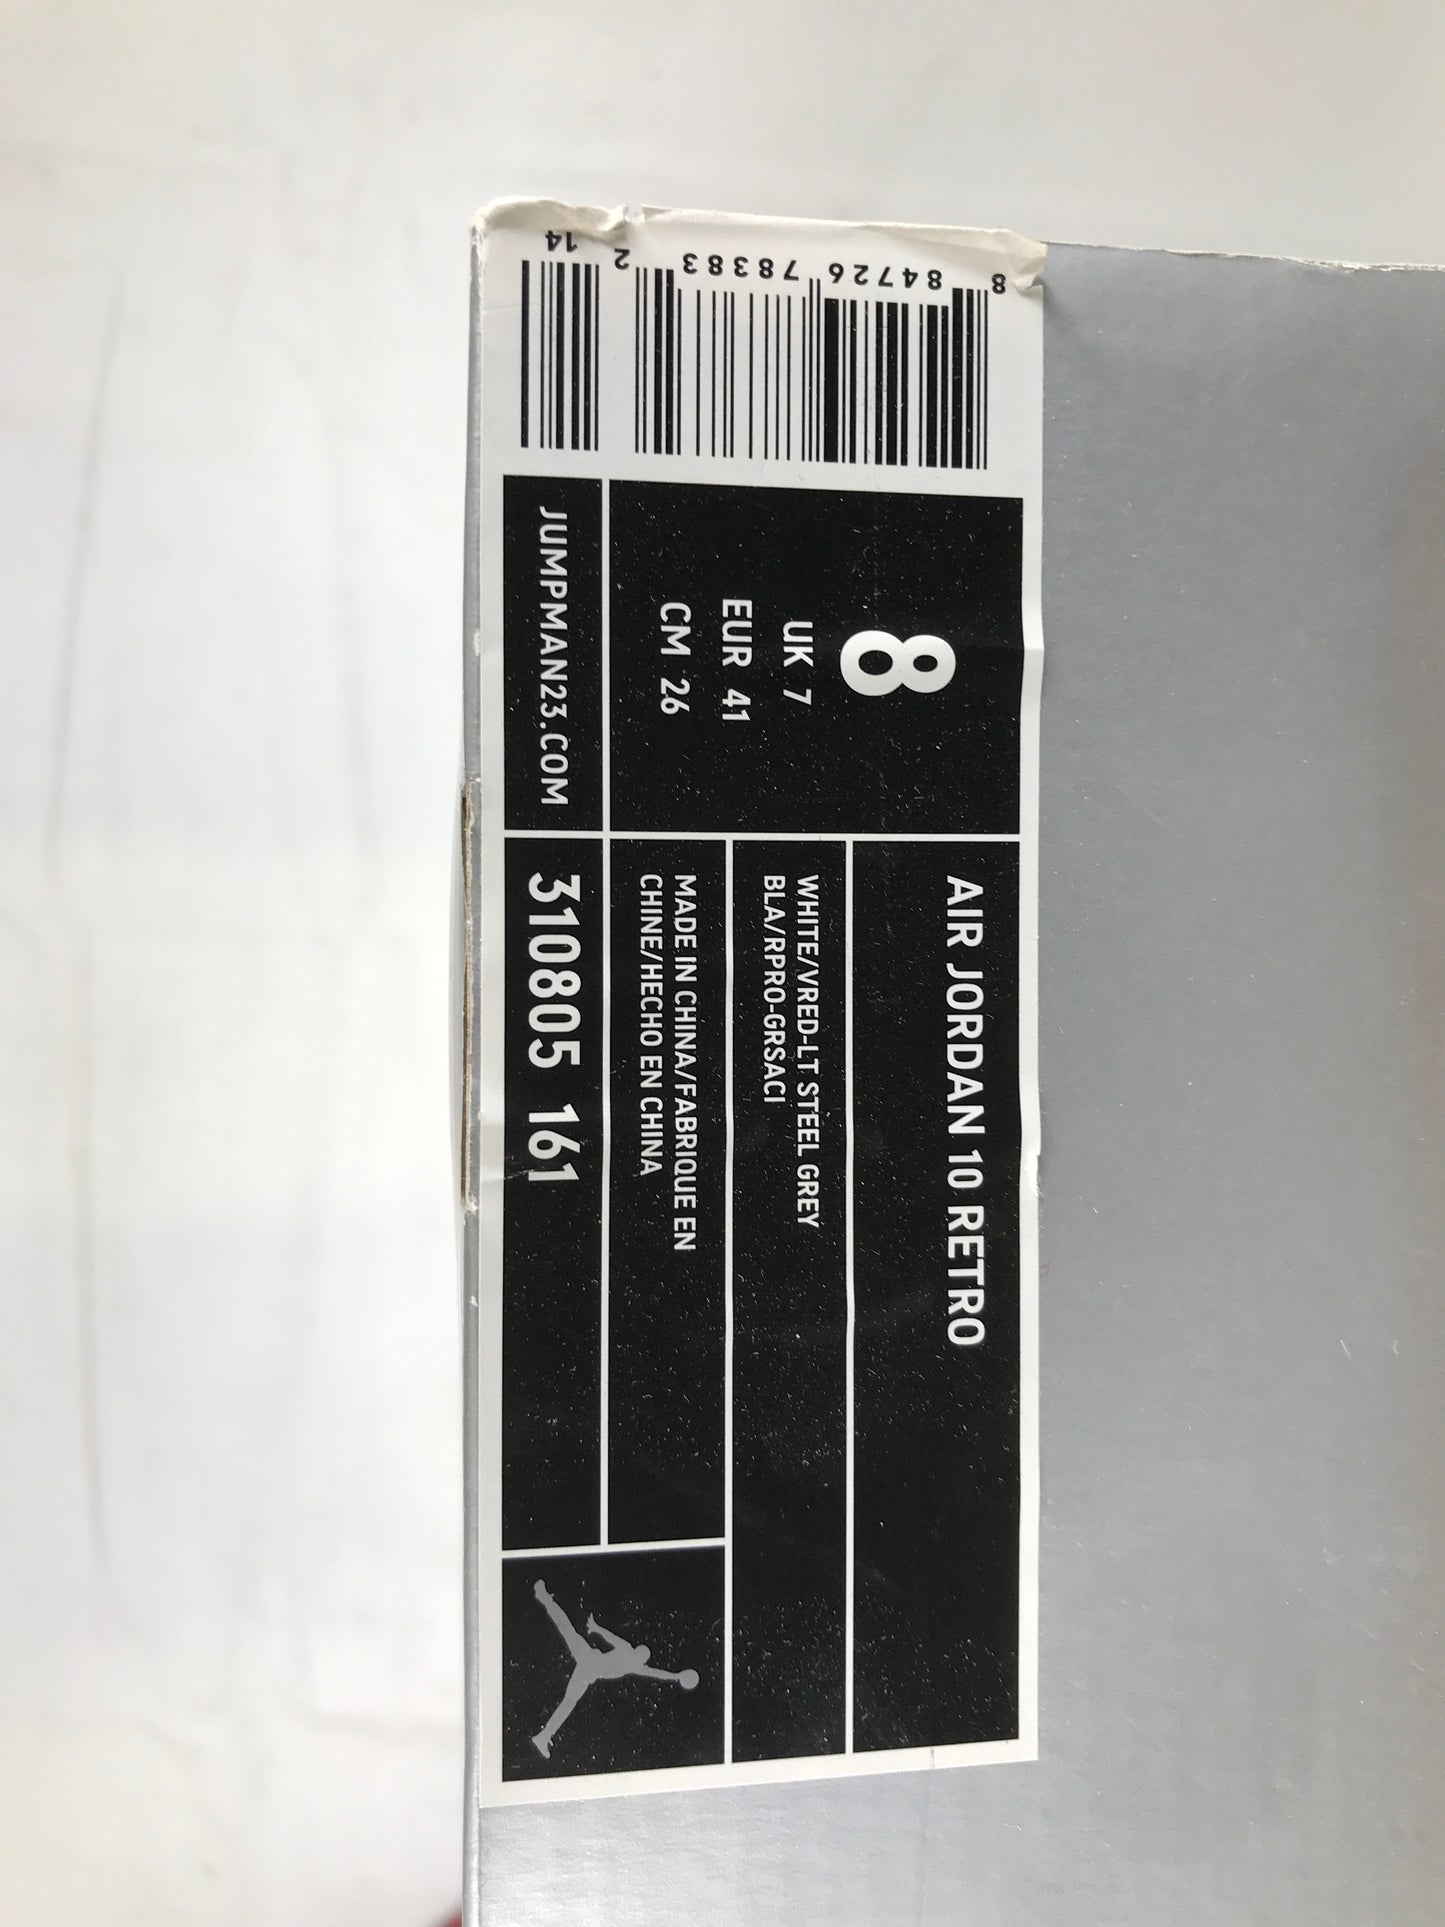 8 84726 78383 2 14
8
UK 7
EUR 41
CM 26
JUMPMAN23.COM
AIR JORDAN 10 RETRO
WHITE/VRED-LT STEEL GREY
BLA/RPRO-GRSACI
MADE IN CHINA/FABRIQUE EN
CHINE/HECHO EN CHINA
310805 161